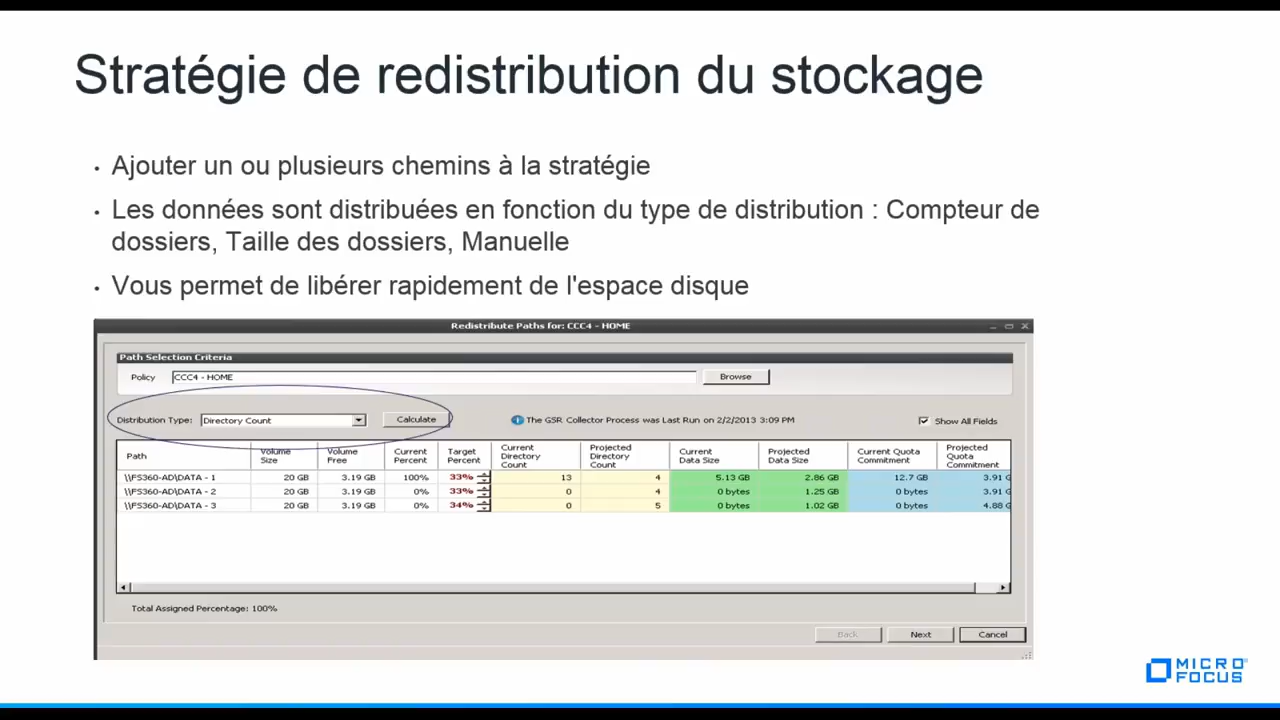 Stratégie de redistribution du stockage
• Ajouter un ou plusieurs chemins à la stratégie
• Les données sont distribuées en fonction du type de distribution : Compteur de
dossiers, Taille des dossiers, Manuelle
• Vous permet de libérer rapidement de l'espace disque
Redistribute Paths for: CCC4 - HOME
Path Selection Criteria
Policy CCC4 - HOME Browse
Distribution Type: Directory Count Calculate The GSR Collector Process was Last Run on 2/2/2013 3:09 PM Show All Fields
Path Volume Size Volume Free Current Percent Target Percent Current Directory Count Projected Directory Count Current Data Size Projected Data Size Current Quota Commitment Projected Quota Commitment
\\FS360-AD\DATA - 1 20 GB 3.19 GB 100% 33% 13 4 5.13 GB 2.86 GB 12.7 GB 3.91 G
\\FS360-AD\DATA - 2 20 GB 3.19 GB 0% 33% 0 4 0 bytes 1.25 GB 0 bytes 3.91 G
\\FS360-AD\DATA - 3 20 GB 3.19 GB 0% 34% 0 5 0 bytes 1.02 GB 0 bytes 4.88 G
Total Assigned Percentage: 100%
Back Next Cancel
MICRO
FOCUS